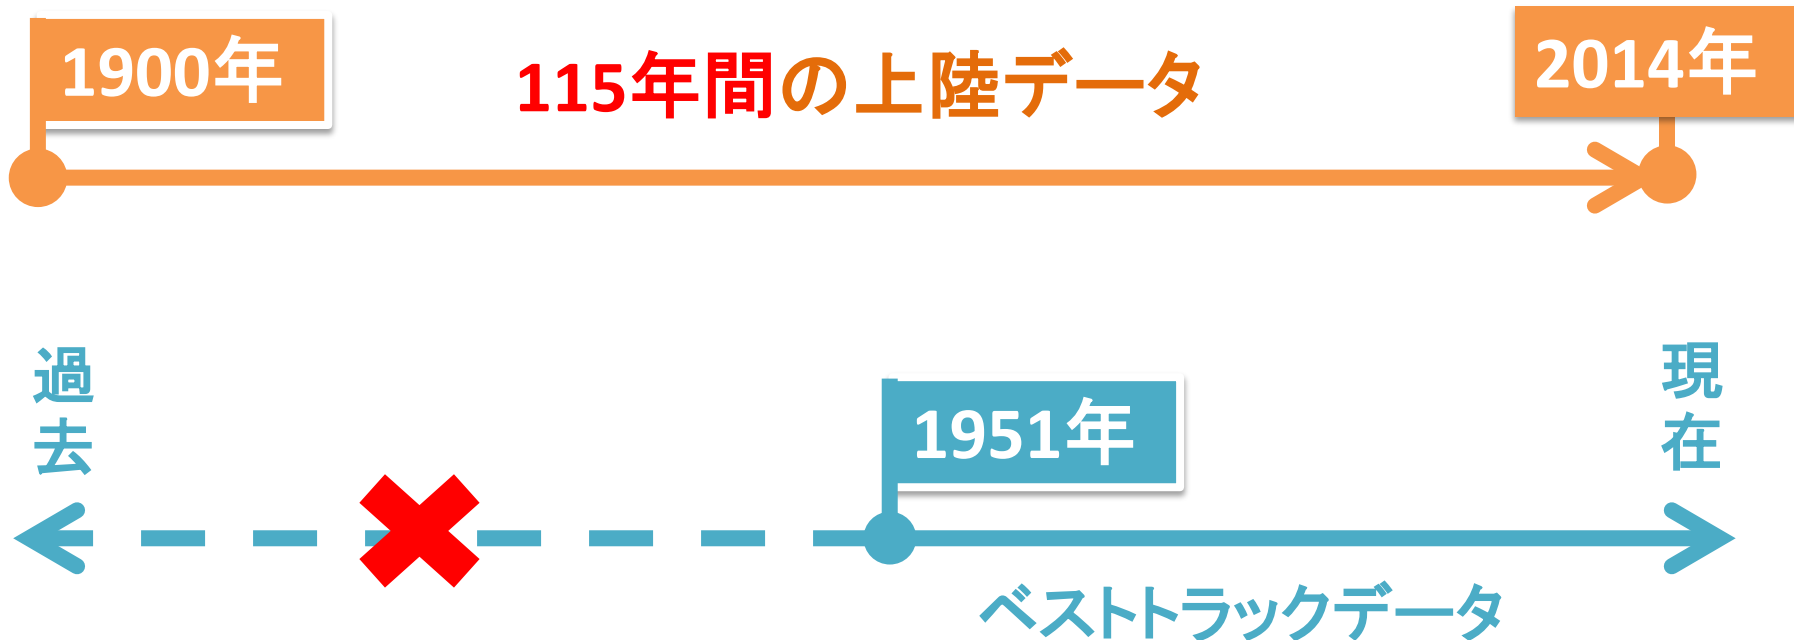 1900年
115年間の上陸データ
2014年
過去
現在
1951年
ベストトラックデータ